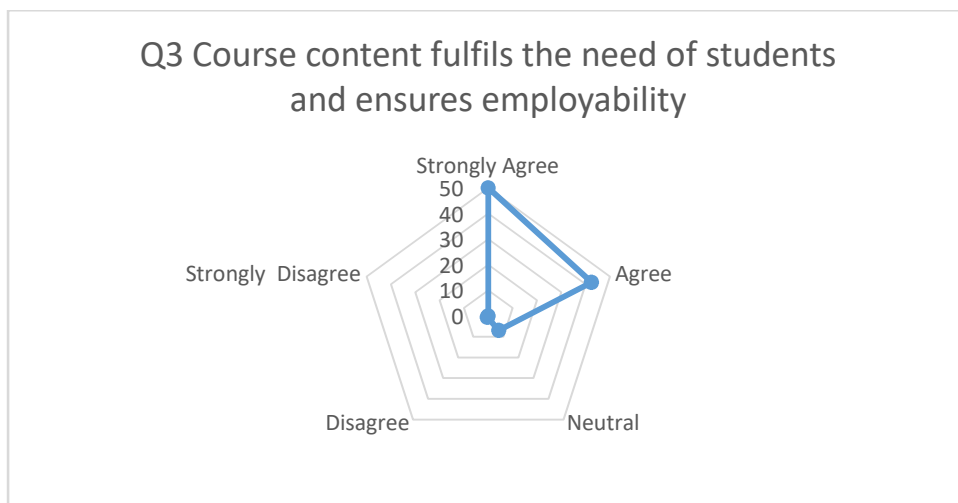 Q3 Course content fulfils the need of students
and ensures employability
Strongly Agree
50
40
30
20
10
0
Agree
Neutral
Disagree
Strongly  Disagree